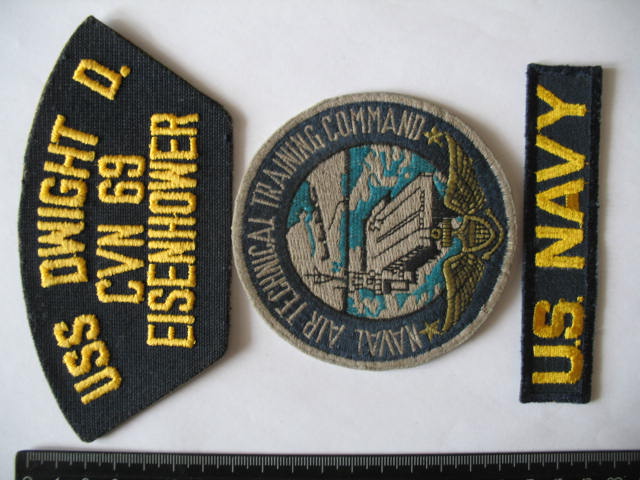 USS DWIGHT D.
CVN 69
EISENHOWER
NAVAL AIR TECHNICAL TRAINING COMMAND
U.S. NAVY